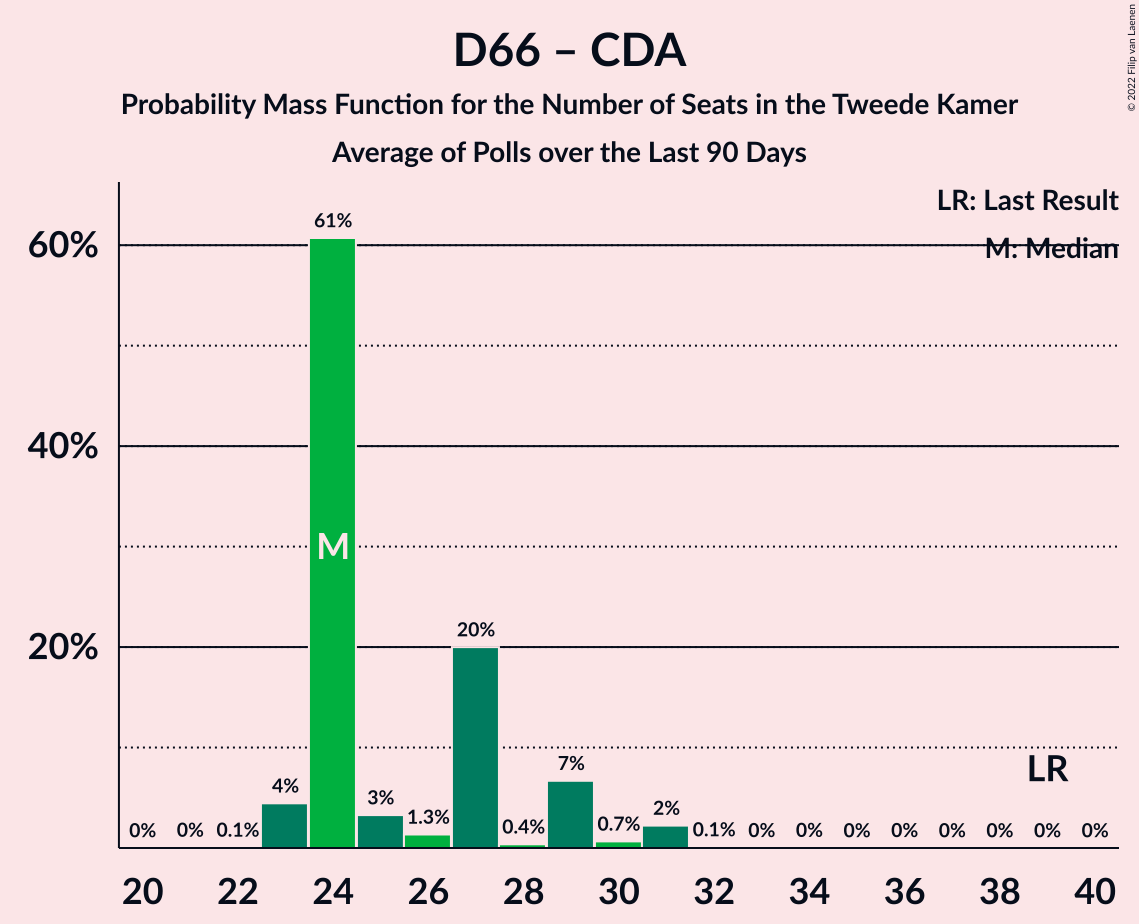 D66 – CDA
Probability Mass Function for the Number of Seats in the Tweede Kamer
Average of Polls over the Last 90 Days
© 2022 Filip van Laenen
LR: Last Result
M: Median
60%
40%
20%
0% 0% 0.1% 4% 61% 3% 1.3% 20% 0.4% 7% 0.7% 2% 0.1% 0% 0% 0% 0% 0% 0% 0% 0%
M
LR
20 22 24 26 28 30 32 34 36 38 40